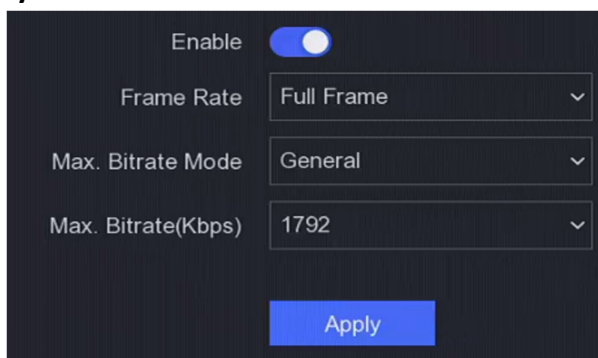 Enable
Frame Rate Full Frame
Max. Bitrate Mode General
Max. Bitrate(Kbps) 1792
Apply